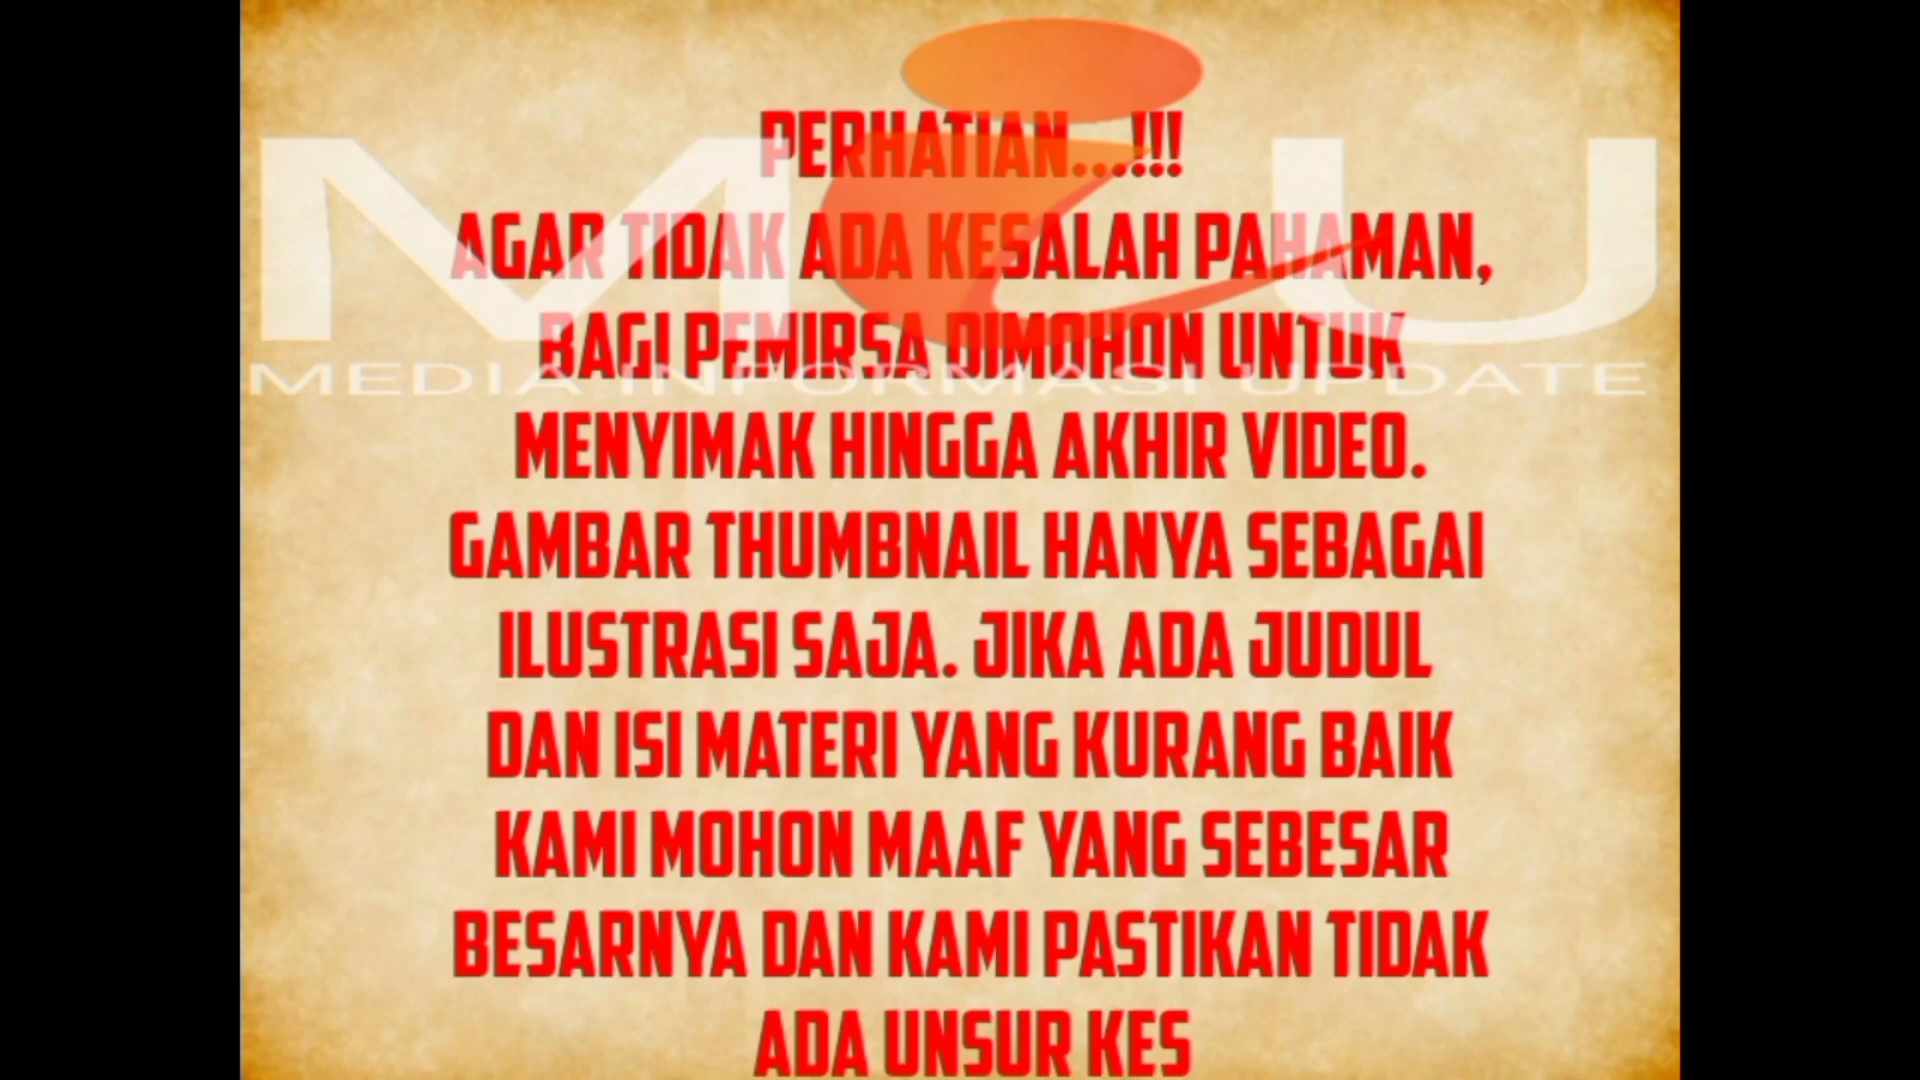 PERHATIAN...!!!
AGAR TIDAK ADA KESALAH PAHAMAN,
BAGI PEMIRSA DIMOHON UNTUK
MENYIMAK HINGGA AKHIR VIDEO.
GAMBAR THUMBNAIL HANYA SEBAGAI
ILUSTRASI SAJA. JIKA ADA JUDUL
DAN ISI MATERI YANG KURANG BAIK
KAMI MOHON MAAF YANG SEBESAR
BESARNYA DAN KAMI PASTIKAN TIDAK
ADA UNSUR KES
MiU
MEDIA INFORMASI UPDATE